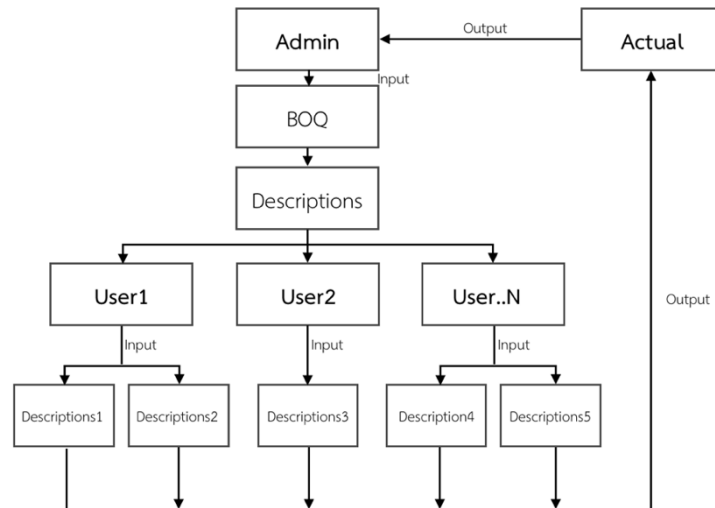 Output
Admin
Actual
Input
BOQ
Descriptions
User1
User2
User..N
Output
Input
Input
Input
Descriptions1
Descriptions2
Descriptions3
Description4
Descriptions5